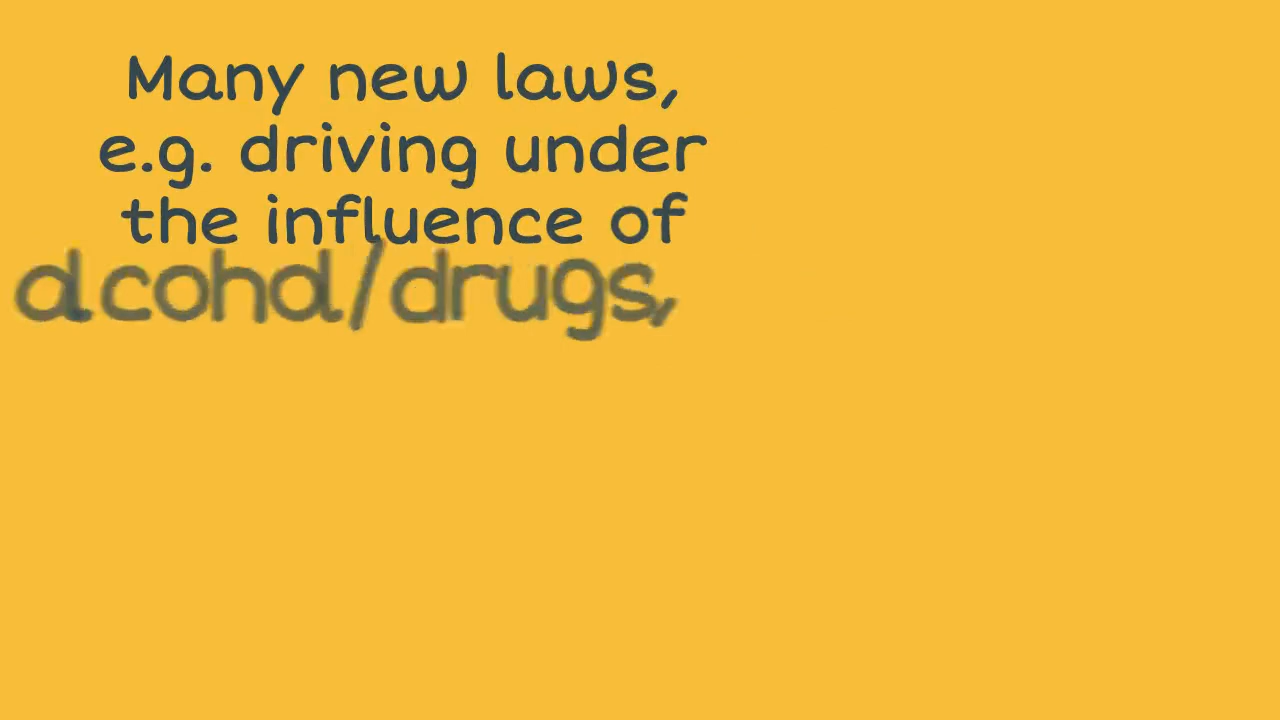 Many new laws,
e.g. driving under
the influence of
alcohol/drugs,